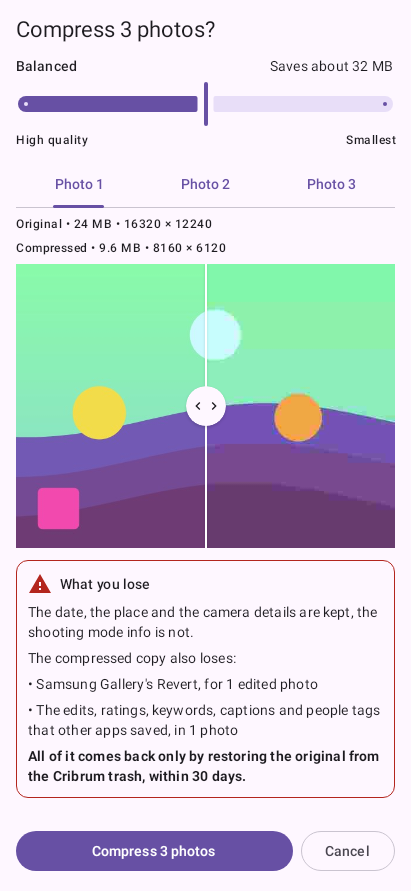 Compress 3 photos?
Balanced
Saves about 32 MB
High quality
Smallest
Photo 1
Photo 2
Photo 3
Original • 24 MB • 16320 × 12240
Compressed • 9.6 MB • 8160 × 6120
What you lose
The date, the place and the camera details are kept, the
shooting mode info is not.
The compressed copy also loses:
• Samsung Gallery's Revert, for 1 edited photo
• The edits, ratings, keywords, captions and people tags
that other apps saved, in 1 photo
All of it comes back only by restoring the original from
the Cribrum trash, within 30 days.
Compress 3 photos
Cancel